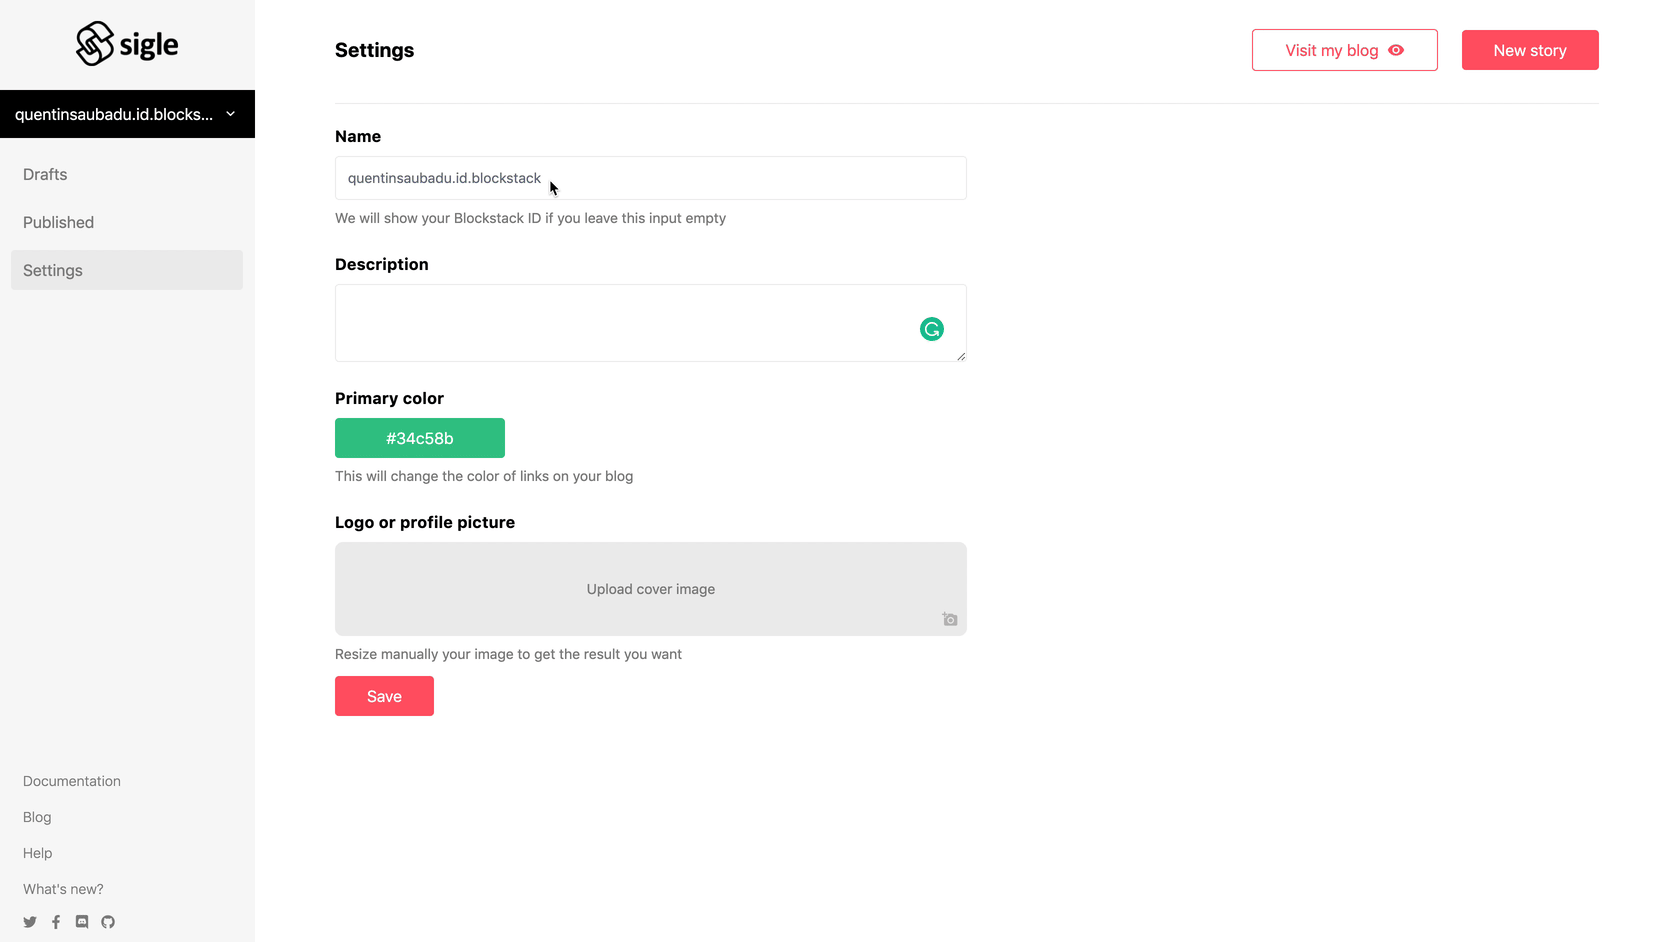 sigle
quentinsaubadu.id.blocks...
Drafts
Published
Settings
Documentation
Blog
Help
What's new?
Settings
Visit my blog
New story
Name
quentinsaubadu.id.blockstack
We will show your Blockstack ID if you leave this input empty
Description
Primary color
#34c58b
This will change the color of links on your blog
Logo or profile picture
Upload cover image
Resize manually your image to get the result you want
Save